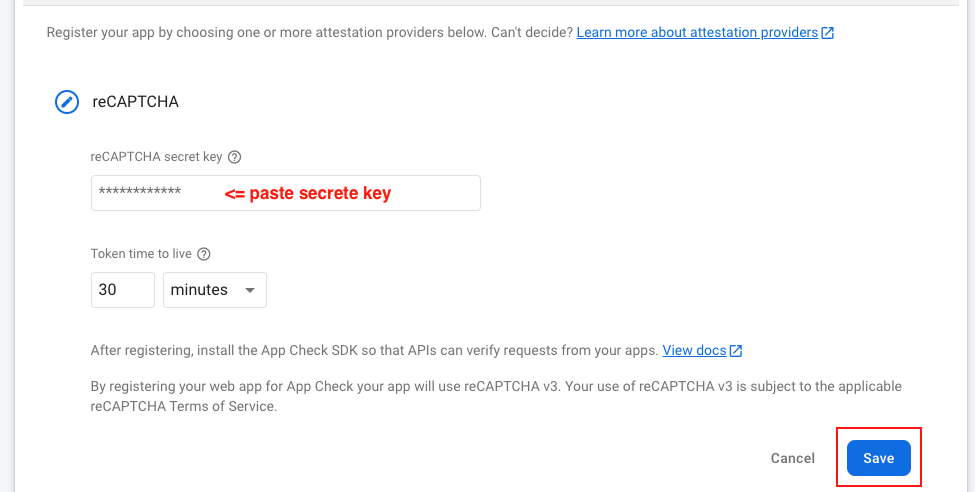 Register your app by choosing one or more attestation providers below. Can't decide? Learn more about attestation providers
reCAPTCHA
reCAPTCHA secret key
************ <= paste secrete key
Token time to live
30 minutes
After registering, install the App Check SDK so that APIs can verify requests from your apps. View docs
By registering your web app for App Check your app will use reCAPTCHA v3. Your use of reCAPTCHA v3 is subject to the applicable
reCAPTCHA Terms of Service.
Cancel Save